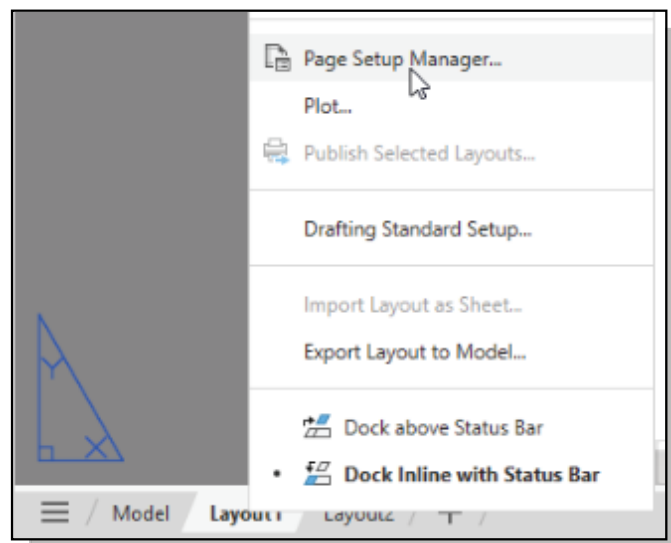 Page Setup Manager...
Plot...
Publish Selected Layouts...
Drafting Standard Setup...
Import Layout as Sheet...
Export Layout to Model...
Dock above Status Bar
Dock Inline with Status Bar
Y
X
Model Layout1 Layout2